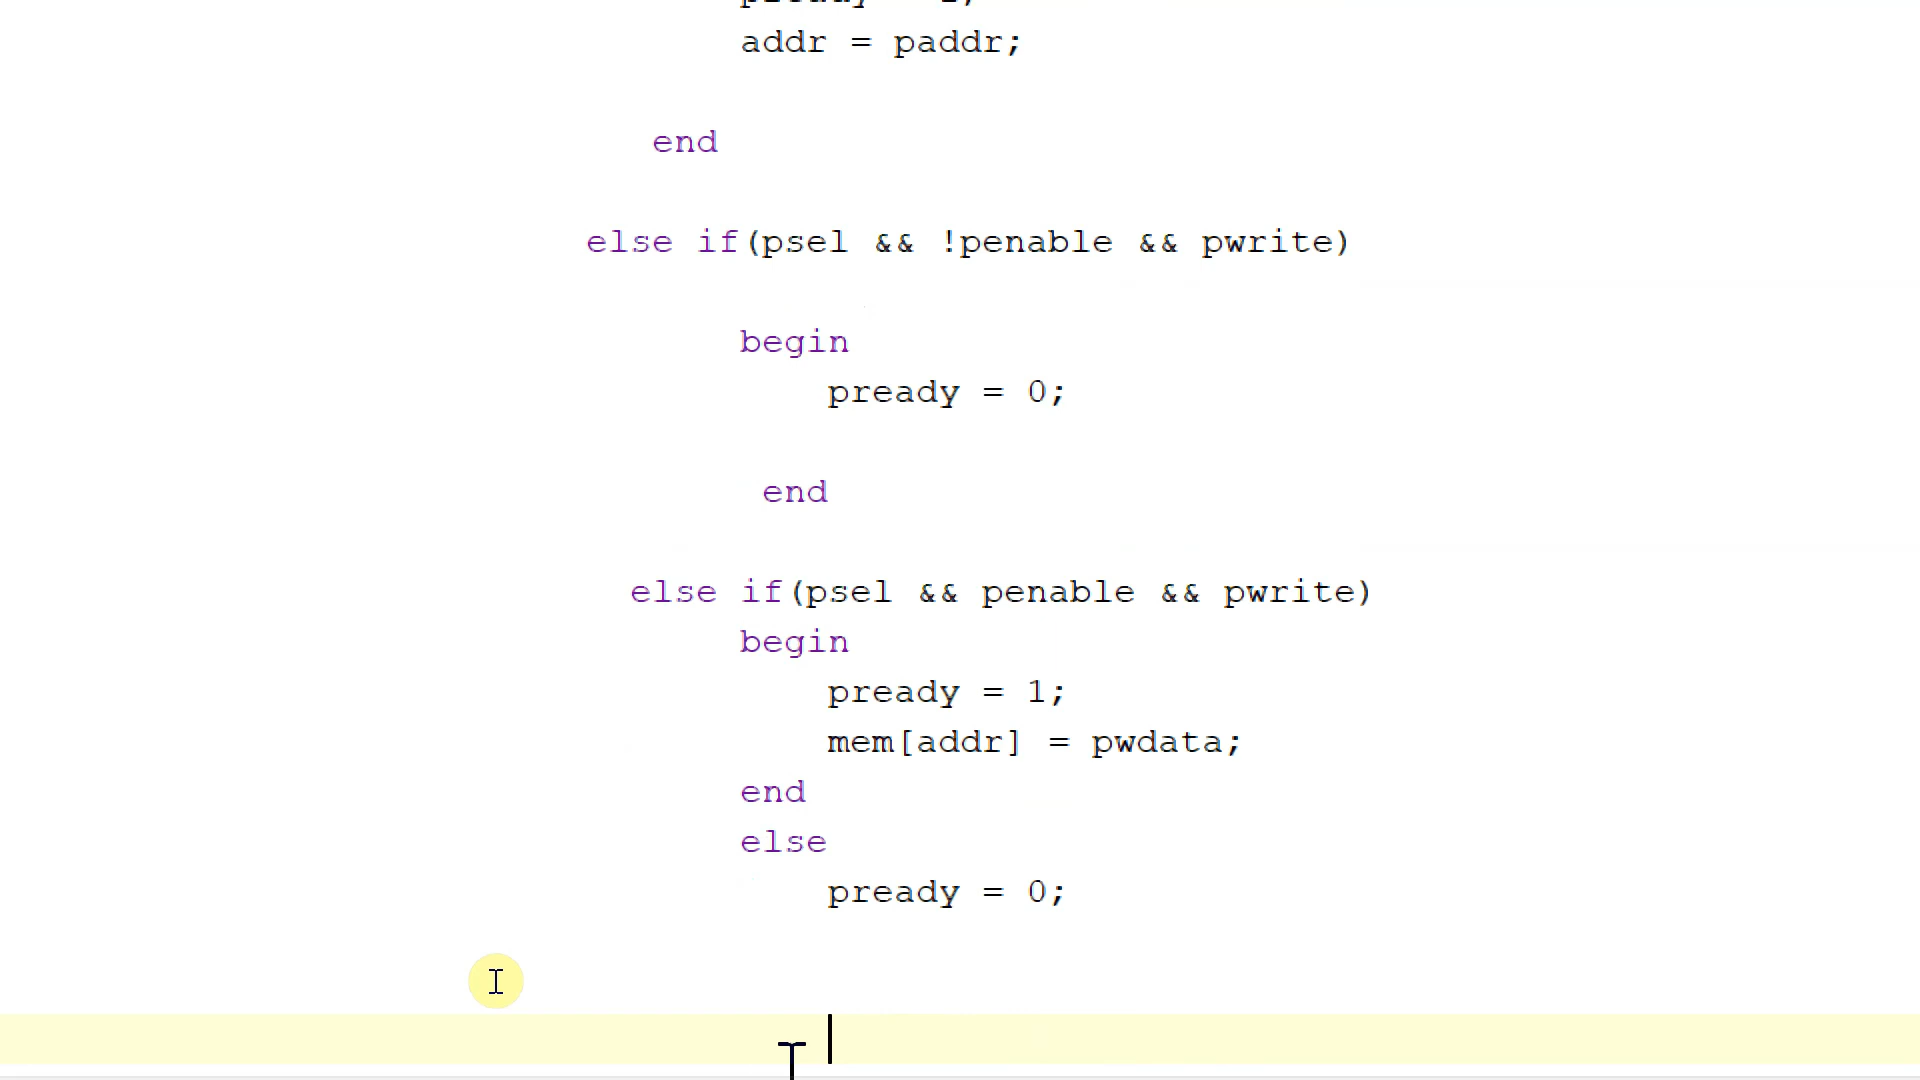 addr = paddr;
end
else if(psel && !penable && pwrite)
begin
pready = 0;
end
else if(psel && penable && pwrite)
begin
pready = 1;
mem[addr] = pwdata;
end
else
pready = 0;